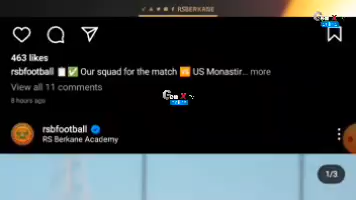 RSBERKANE
463 likes
rsbfootball 📋✅ Our squad for the match 🆚 US Monastir... more
View all 11 comments
8 hours ago
rsbfootball
RS Berkane Academy
1/3